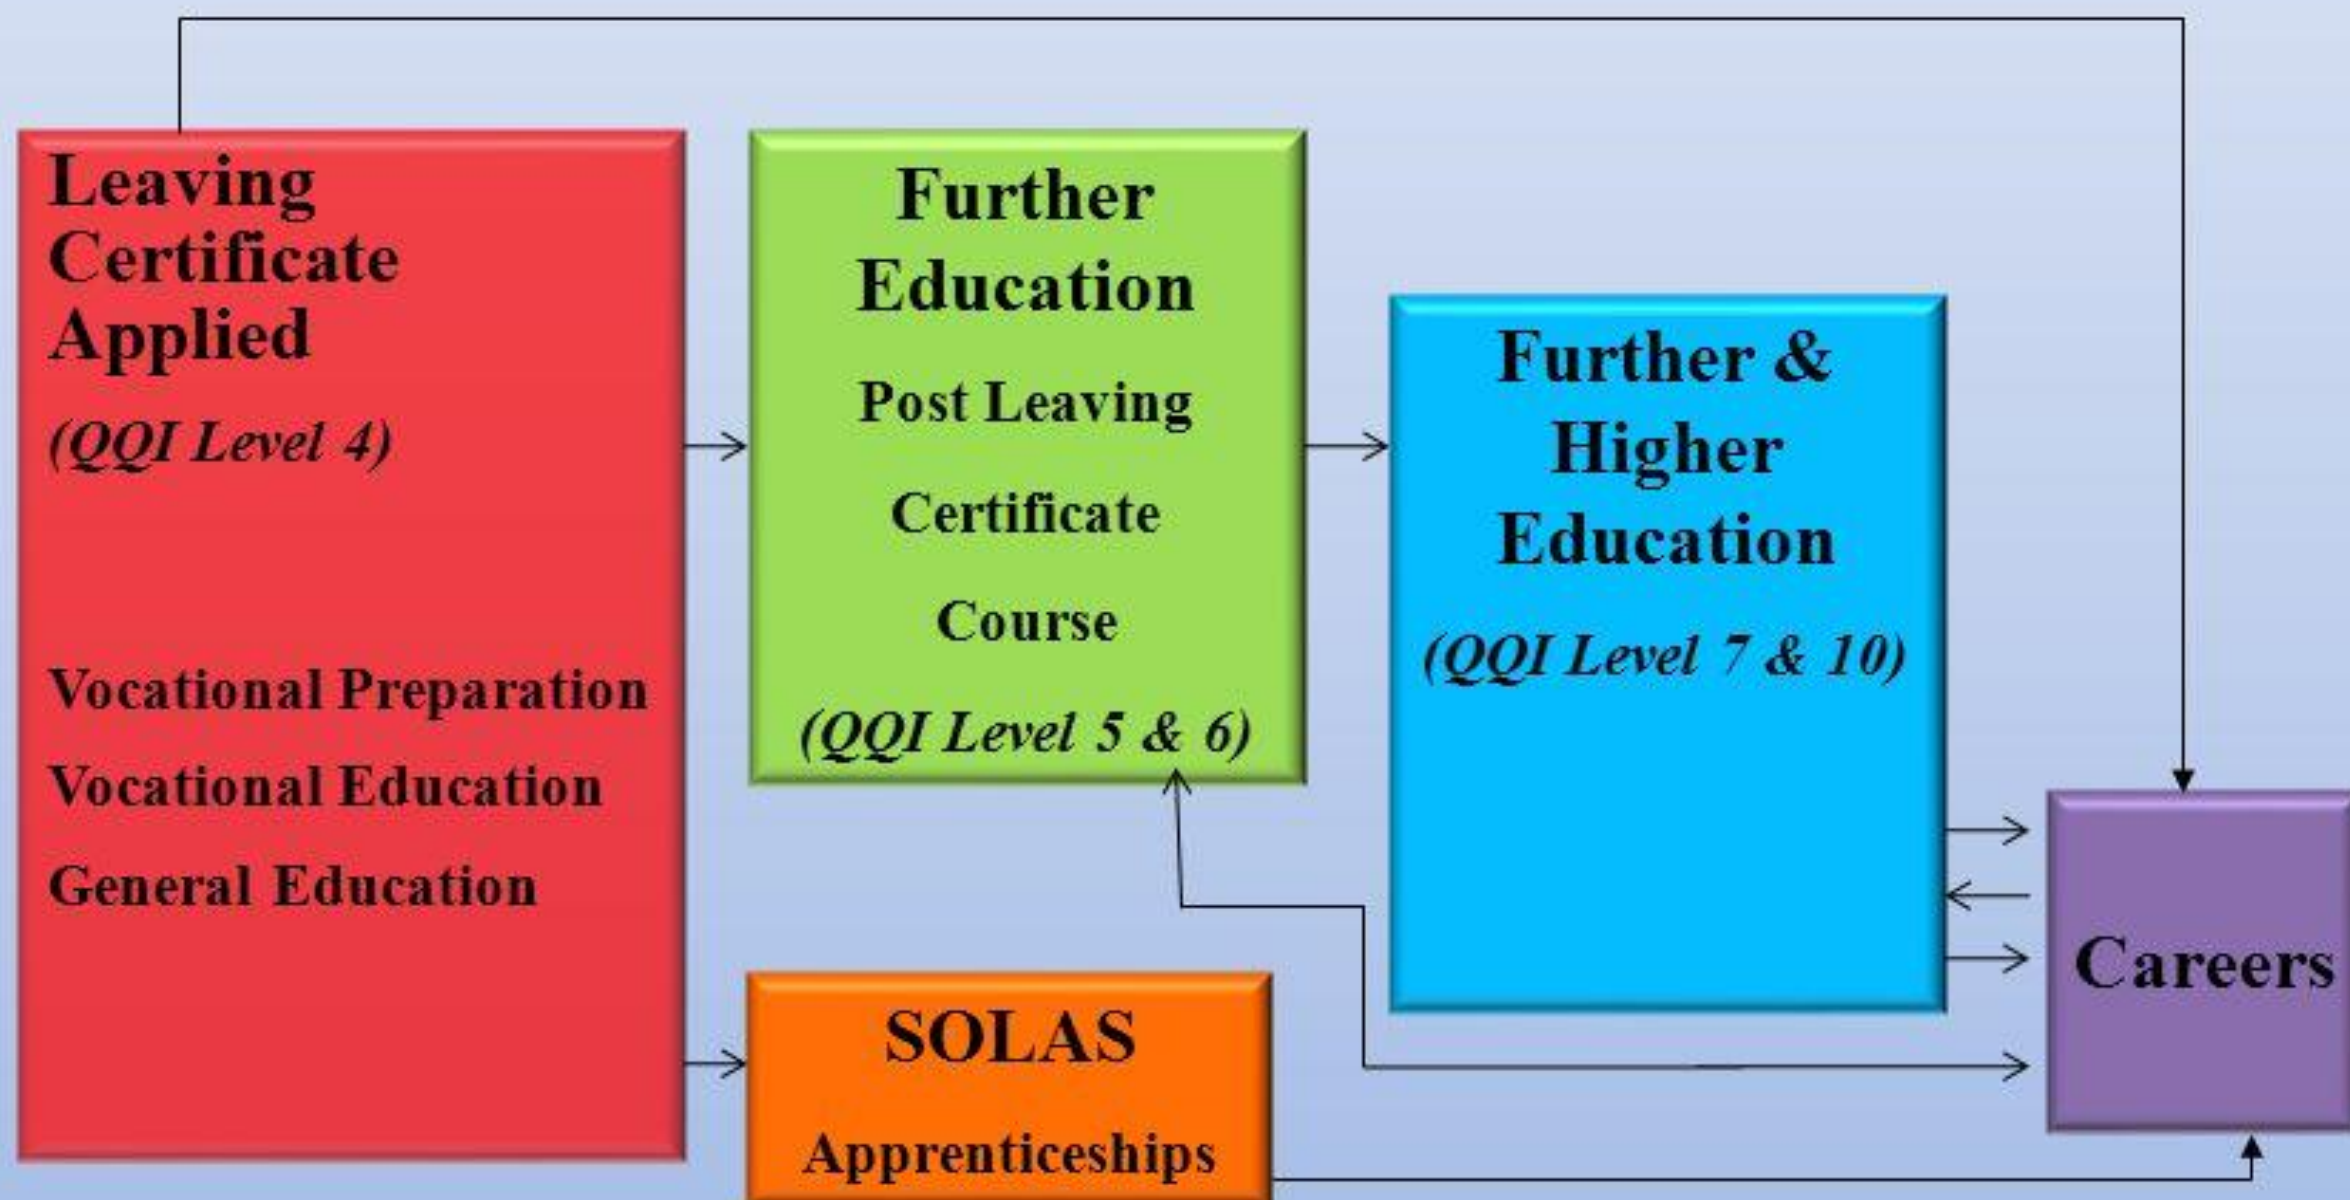 Leaving
Certificate
Applied
(QQI Level 4)
Vocational Preparation
Vocational Education
General Education
Further
Education
Post Leaving
Certificate
Course
(QQI Level 5 & 6)
SOLAS
Apprenticeships
Further &
Higher
Education
(QQI Level 7 & 10)
Careers